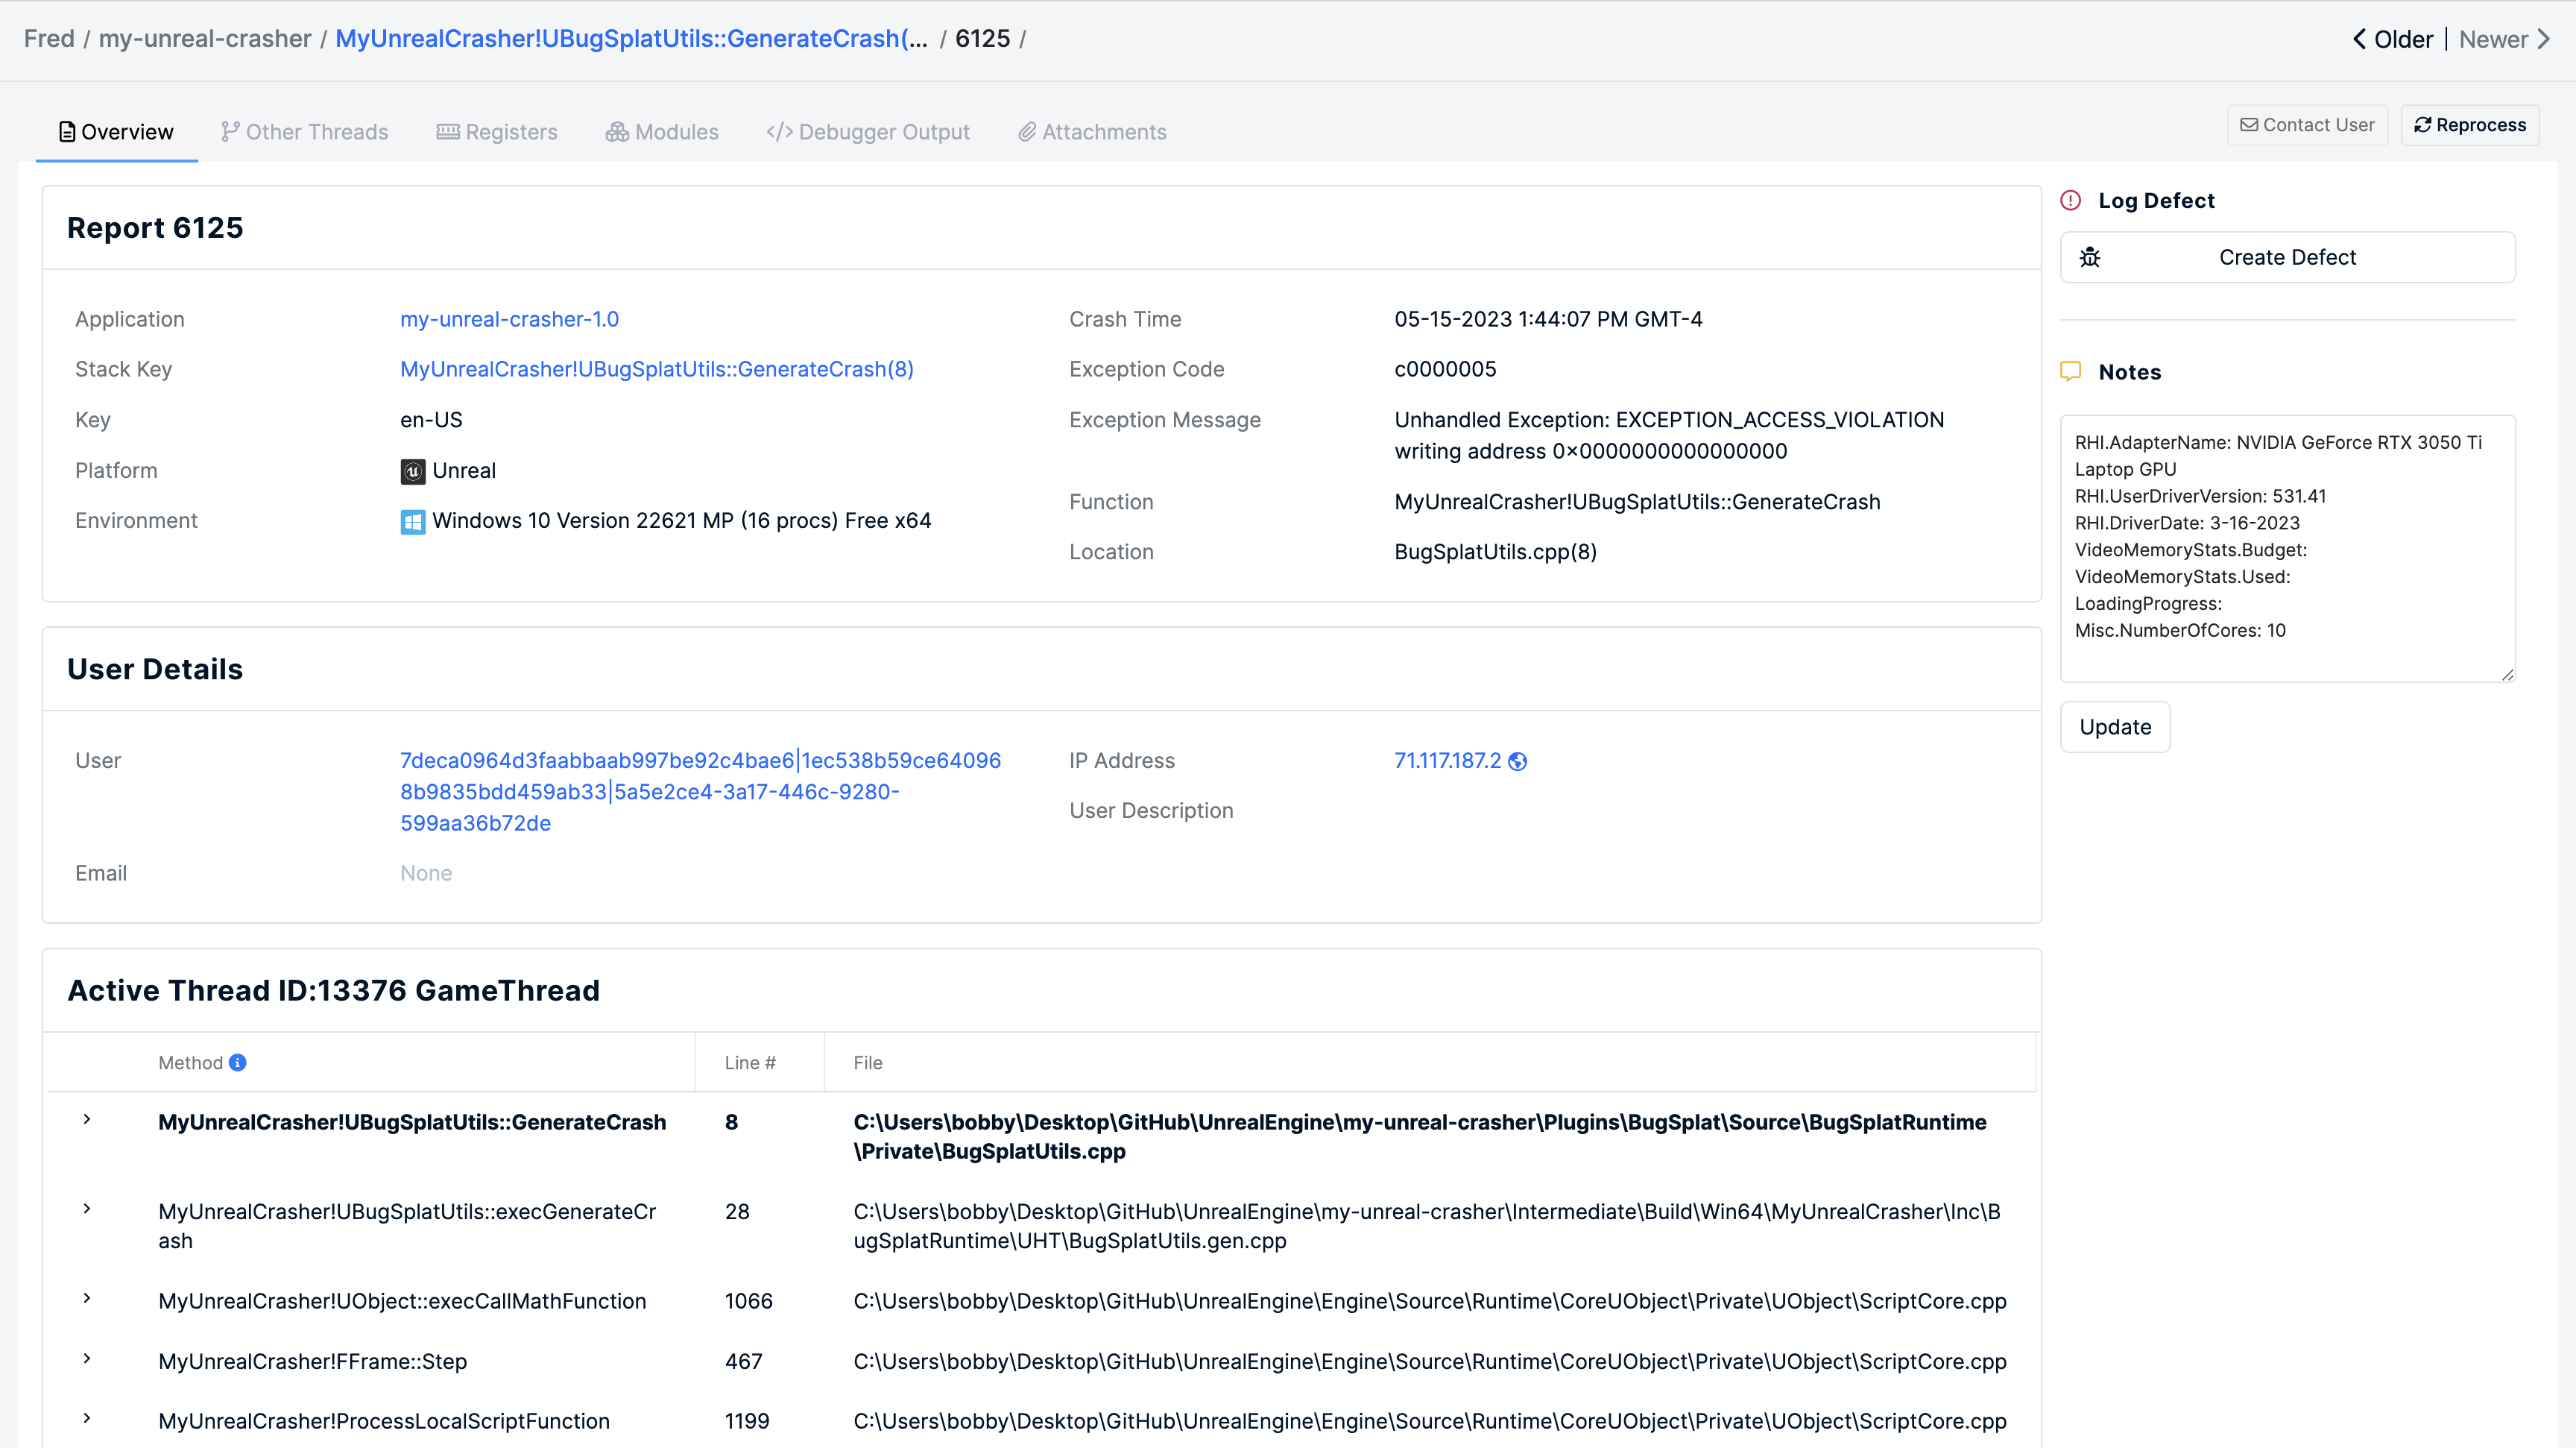 Fred / my-unreal-crasher / MyUnrealCrasher!UBugSplatUtils::GenerateCrash(... / 6125 /
Older | Newer
Overview Other Threads Registers Modules Debugger Output Attachments
Contact User Reprocess
Report 6125
Application my-unreal-crasher-1.0
Stack Key MyUnrealCrasher!UBugSplatUtils::GenerateCrash(8)
Key en-US
Platform Unreal
Environment Windows 10 Version 22621 MP (16 procs) Free x64
Crash Time 05-15-2023 1:44:07 PM GMT-4
Exception Code c0000005
Exception Message Unhandled Exception: EXCEPTION_ACCESS_VIOLATION
writing address 0x0000000000000000
Function MyUnrealCrasher!UBugSplatUtils::GenerateCrash
Location BugSplatUtils.cpp(8)
Log Defect
Create Defect
Notes
RHI.AdapterName: NVIDIA GeForce RTX 3050 Ti
Laptop GPU
RHI.UserDriverVersion: 531.41
RHI.DriverDate: 3-16-2023
VideoMemoryStats.Budget:
VideoMemoryStats.Used:
LoadingProgress:
Misc.NumberOfCores: 10
Update
User Details
User 7deca0964d3faabbaab997be92c4bae6|1ec538b59ce64096
8b9835bdd459ab33|5a5e2ce4-3a17-446c-9280-
599aa36b72de
Email None
IP Address 71.117.187.2
User Description
Active Thread ID:13376 GameThread
Method Line # File
MyUnrealCrasher!UBugSplatUtils::GenerateCrash 8 C:\Users\bobby\Desktop\GitHub\UnrealEngine\my-unreal-crasher\Plugins\BugSplat\Source\BugSplatRuntime
\Private\BugSplatUtils.cpp
MyUnrealCrasher!UBugSplatUtils::execGenerateCr 28 C:\Users\bobby\Desktop\GitHub\UnrealEngine\my-unreal-crasher\Intermediate\Build\Win64\MyUnrealCrasher\Inc\B
ash ugSplatRuntime\UHT\BugSplatUtils.gen.cpp
MyUnrealCrasher!UObject::execCallMathFunction 1066 C:\Users\bobby\Desktop\GitHub\UnrealEngine\Engine\Source\Runtime\CoreUObject\Private\UObject\ScriptCore.cpp
MyUnrealCrasher!FFrame::Step 467 C:\Users\bobby\Desktop\GitHub\UnrealEngine\Engine\Source\Runtime\CoreUObject\Private\UObject\ScriptCore.cpp
MyUnrealCrasher!ProcessLocalScriptFunction 1199 C:\Users\bobby\Desktop\GitHub\UnrealEngine\Engine\Source\Runtime\CoreUObject\Private\UObject\ScriptCore.cpp